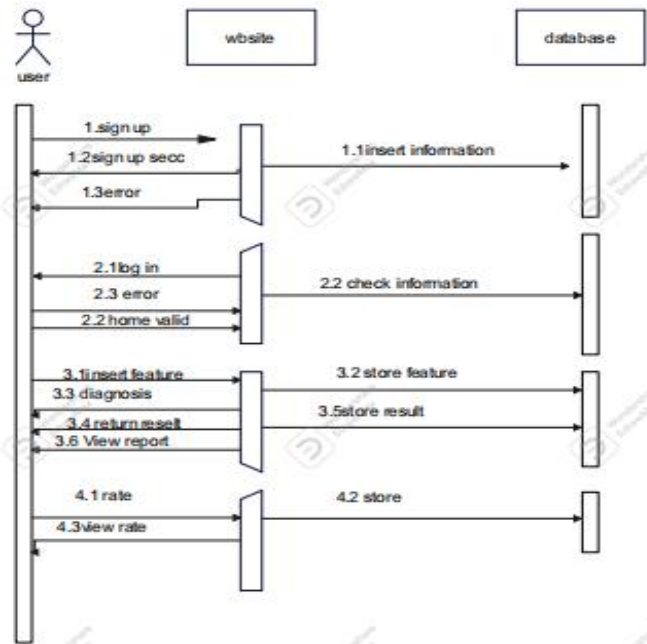 wbsite
database
user
1.sign up
1.2sign up secc
1.1insert information
1.3error
2.1log in
2.3 error
2.2 check information
2.2 home valid
3.1insert feature
3.2 store feature
3.3 diagnosis
3.5store result
3.4 return reselt
3.6 View report
4.1 rate
4.2 store
4.3view rate